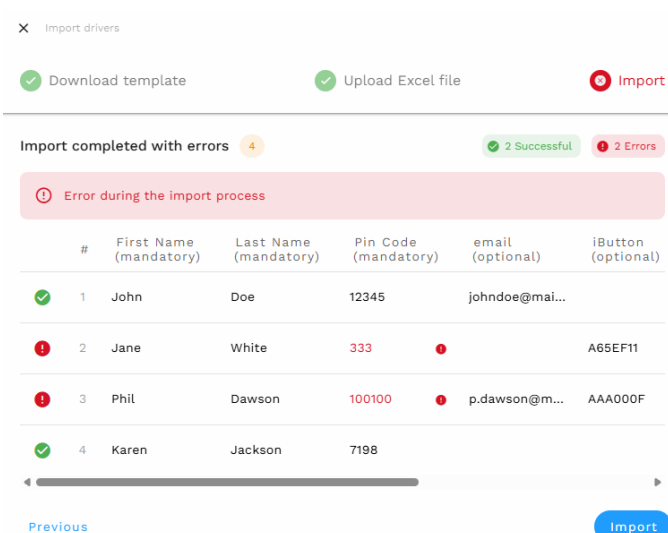 Import drivers
Download template Upload Excel file Import
Import completed with errors 4 2 Successful 2 Errors
Error during the import process
# First Name (mandatory) Last Name (mandatory) Pin Code (mandatory) email (optional) iButton (optional)
1 John Doe 12345 johndoe@mai...
2 Jane White 333 A65EF11
3 Phil Dawson 100100 p.dawson@m... AAA000F
4 Karen Jackson 7198
Previous Import